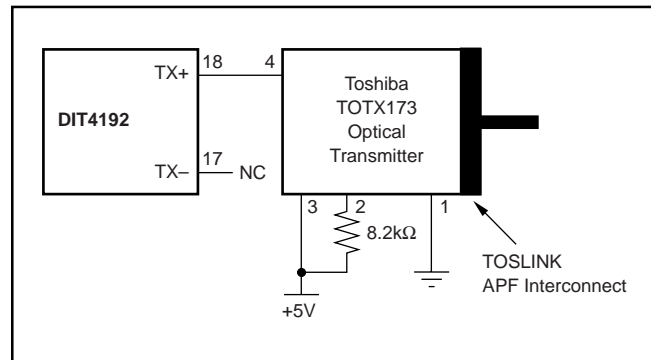 TX+
18
4
DIT4192
Toshiba
TOTX173
Optical
Transmitter
TX–
17
NC
3
2
1
8.2kΩ
+5V
TOSLINK
APF Interconnect